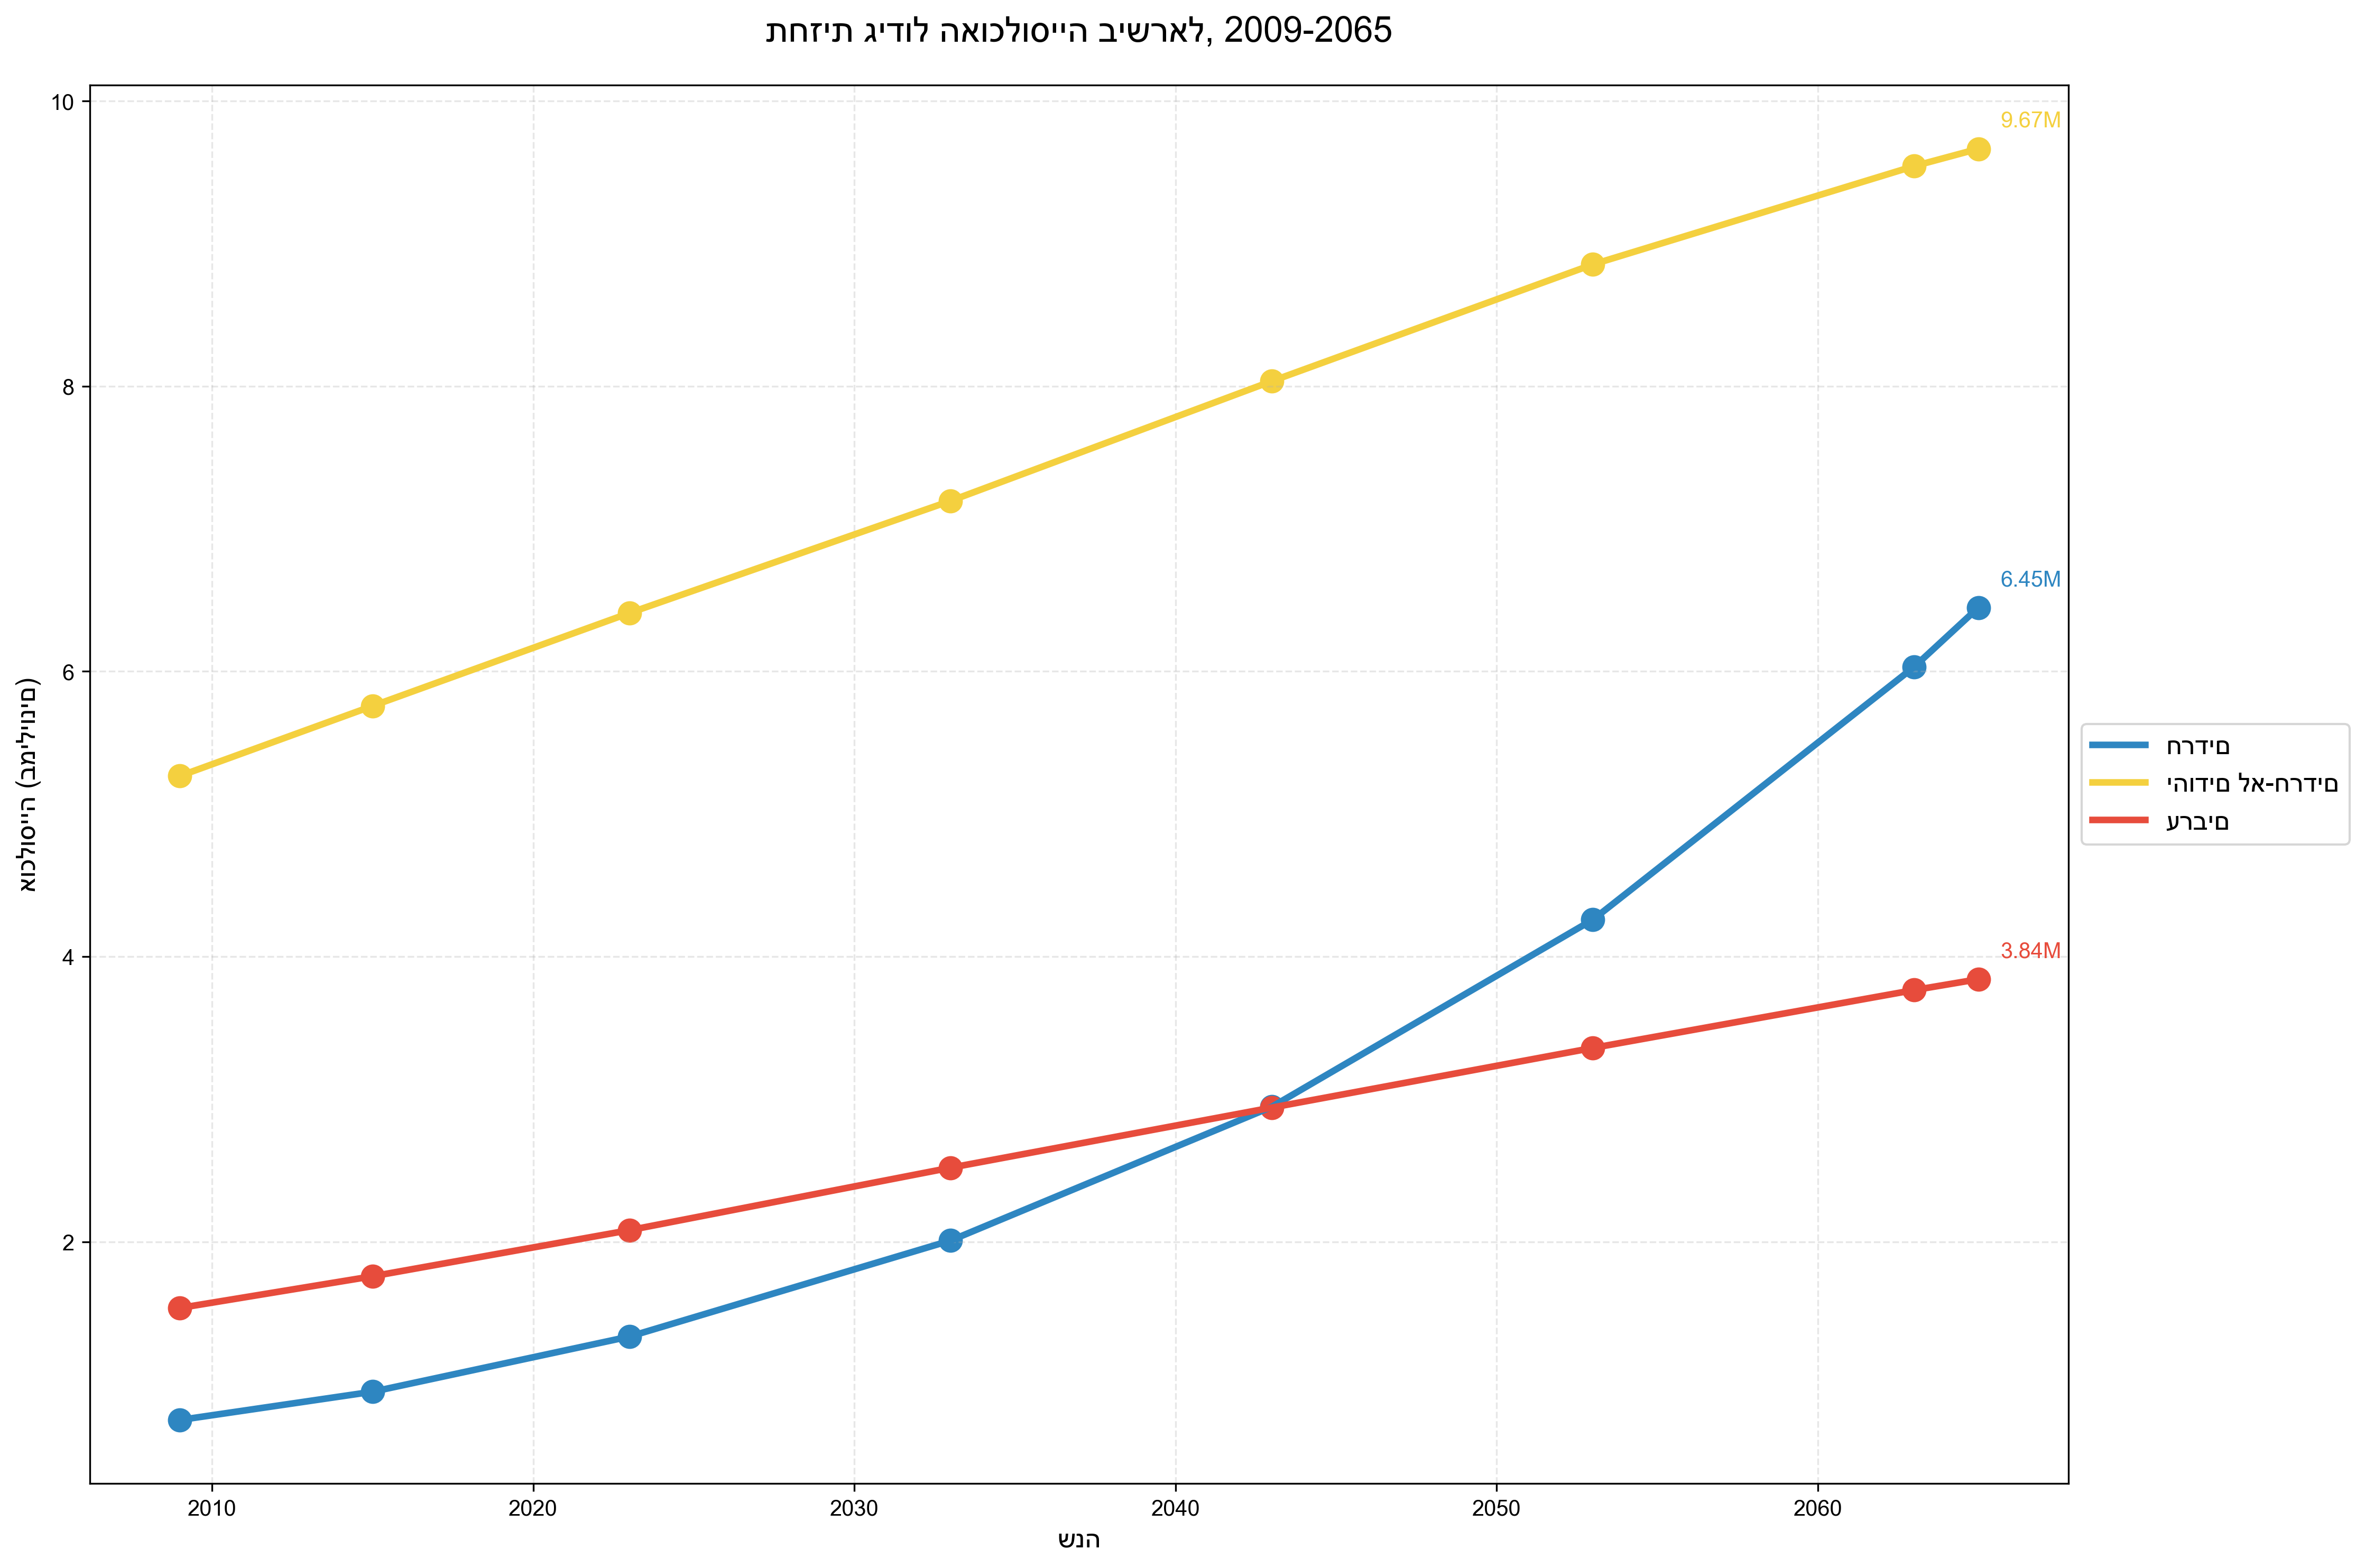 תחזית גידול האוכלוסייה בישראל, 2009-2065
10
8
6
4
2
אוכלוסייה (במיליונים)
9.67M
6.45M
3.84M
חרדים
יהודים לא-חרדים
ערבים
2010 2020 2030 2040 2050 2060
שנה